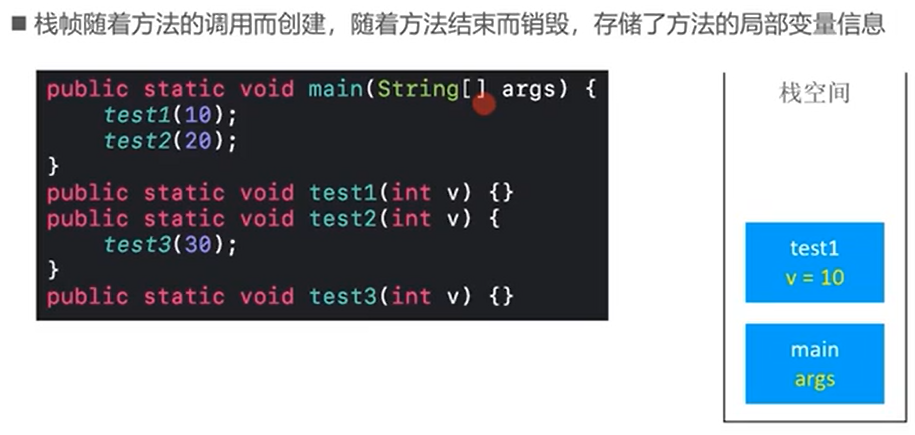 ■ 栈帧随着方法的调用而创建，随着方法结束而销毁，存储了方法的局部变量信息
public static void main(String[] args) {
    test1(10);
    test2(20);
}
public static void test1(int v) {}
public static void test2(int v) {
    test3(30);
}
public static void test3(int v) {}
栈空间
test1
v = 10
main
args